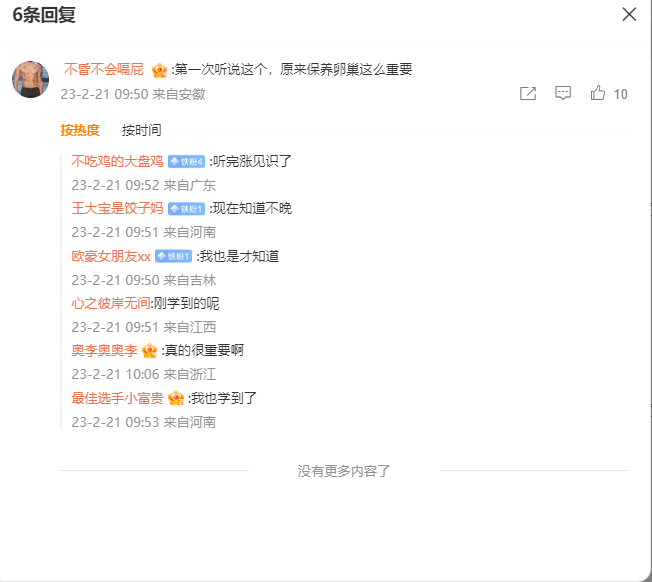 6条回复
不昏不会嗝屁 :第一次听说这个，原来保养卵巢这么重要
23-2-21 09:50 来自安徽
10
按热度 按时间
不吃鸡的大盘鸡 铁粉4 :听完涨见识了
23-2-21 09:52 来自广东
王大宝是饺子妈 铁粉1 :现在知道不晚
23-2-21 09:51 来自河南
欧豪女朋友xx 铁粉1 :我也是才知道
23-2-21 09:50 来自吉林
心之彼岸无间:刚学到的呢
23-2-21 09:51 来自江西
奥李奥奥李 :真的很重要啊
23-2-21 10:06 来自浙江
最佳选手小富贵 :我也学到了
23-2-21 09:53 来自河南
没有更多内容了